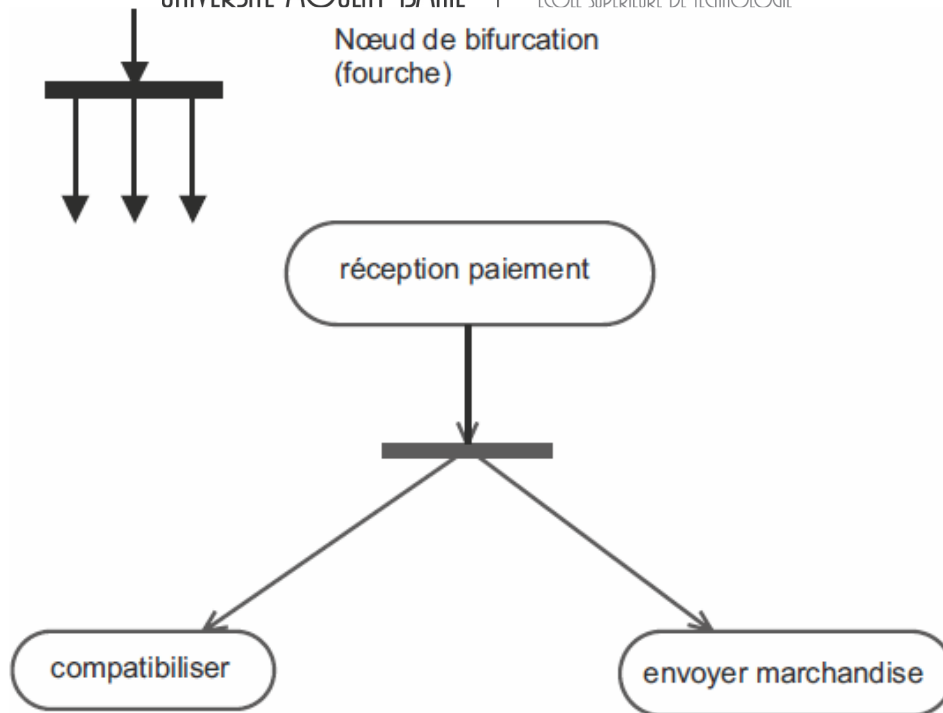 Nœud de bifurcation
(fourche)
réception paiement
compatibiliser
envoyer marchandise